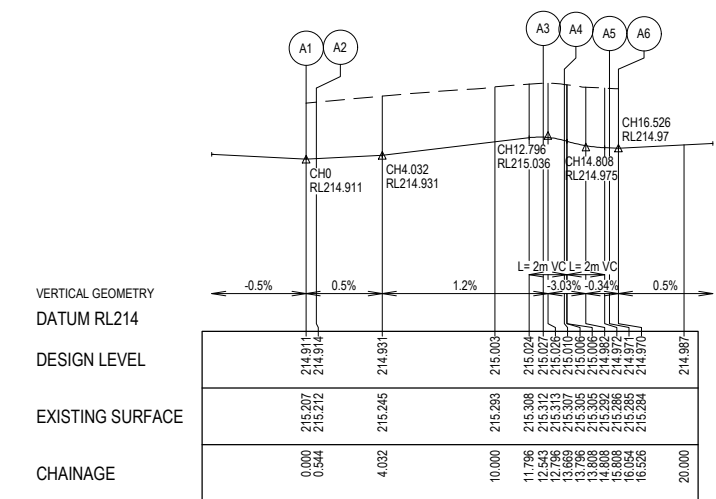 A1 A2 A3 A4 A5 A6
CH0
RL214.911
CH4.032
RL214.931
CH12.796
RL215.036
CH14.808
RL214.975
CH16.526
RL214.97
L= 2m VC L= 2m VC
VERTICAL GEOMETRY -0.5% 0.5% 1.2% -3.03% -0.34% 0.5%
DATUM RL214
DESIGN LEVEL 214.911 214.914 214.931 215.003 215.024 215.027 215.026 215.010 215.006 215.006 214.982 214.972 214.971 214.970 214.987
EXISTING SURFACE 215.207 215.212 215.245 215.293 215.308 215.312 215.313 215.307 215.305 215.305 215.292 215.286 215.285 215.284
CHAINAGE 0.000 0.544 4.032 10.000 11.796 12.543 12.796 13.669 13.796 13.808 14.808 15.808 16.054 16.526 20.000